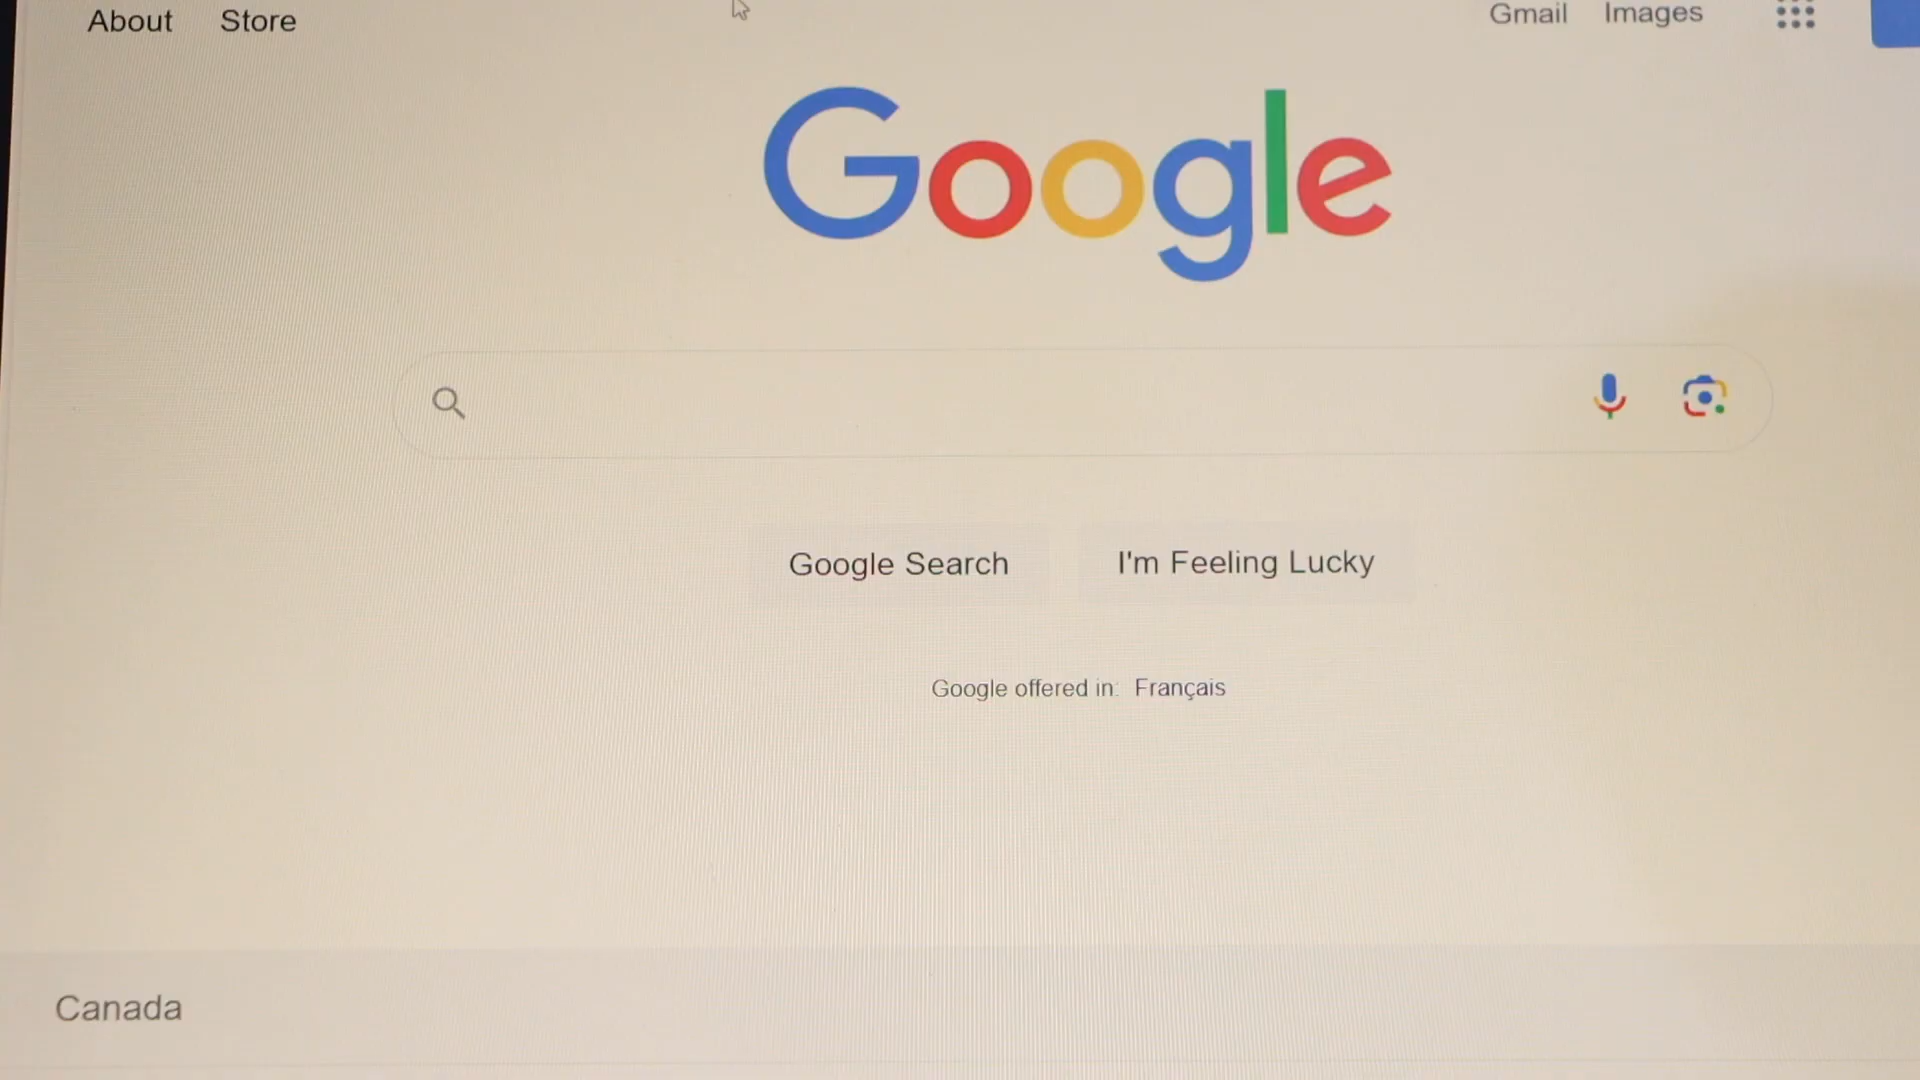 About Store Gmail Images
Google
Google Search I'm Feeling Lucky
Google offered in: Français
Canada